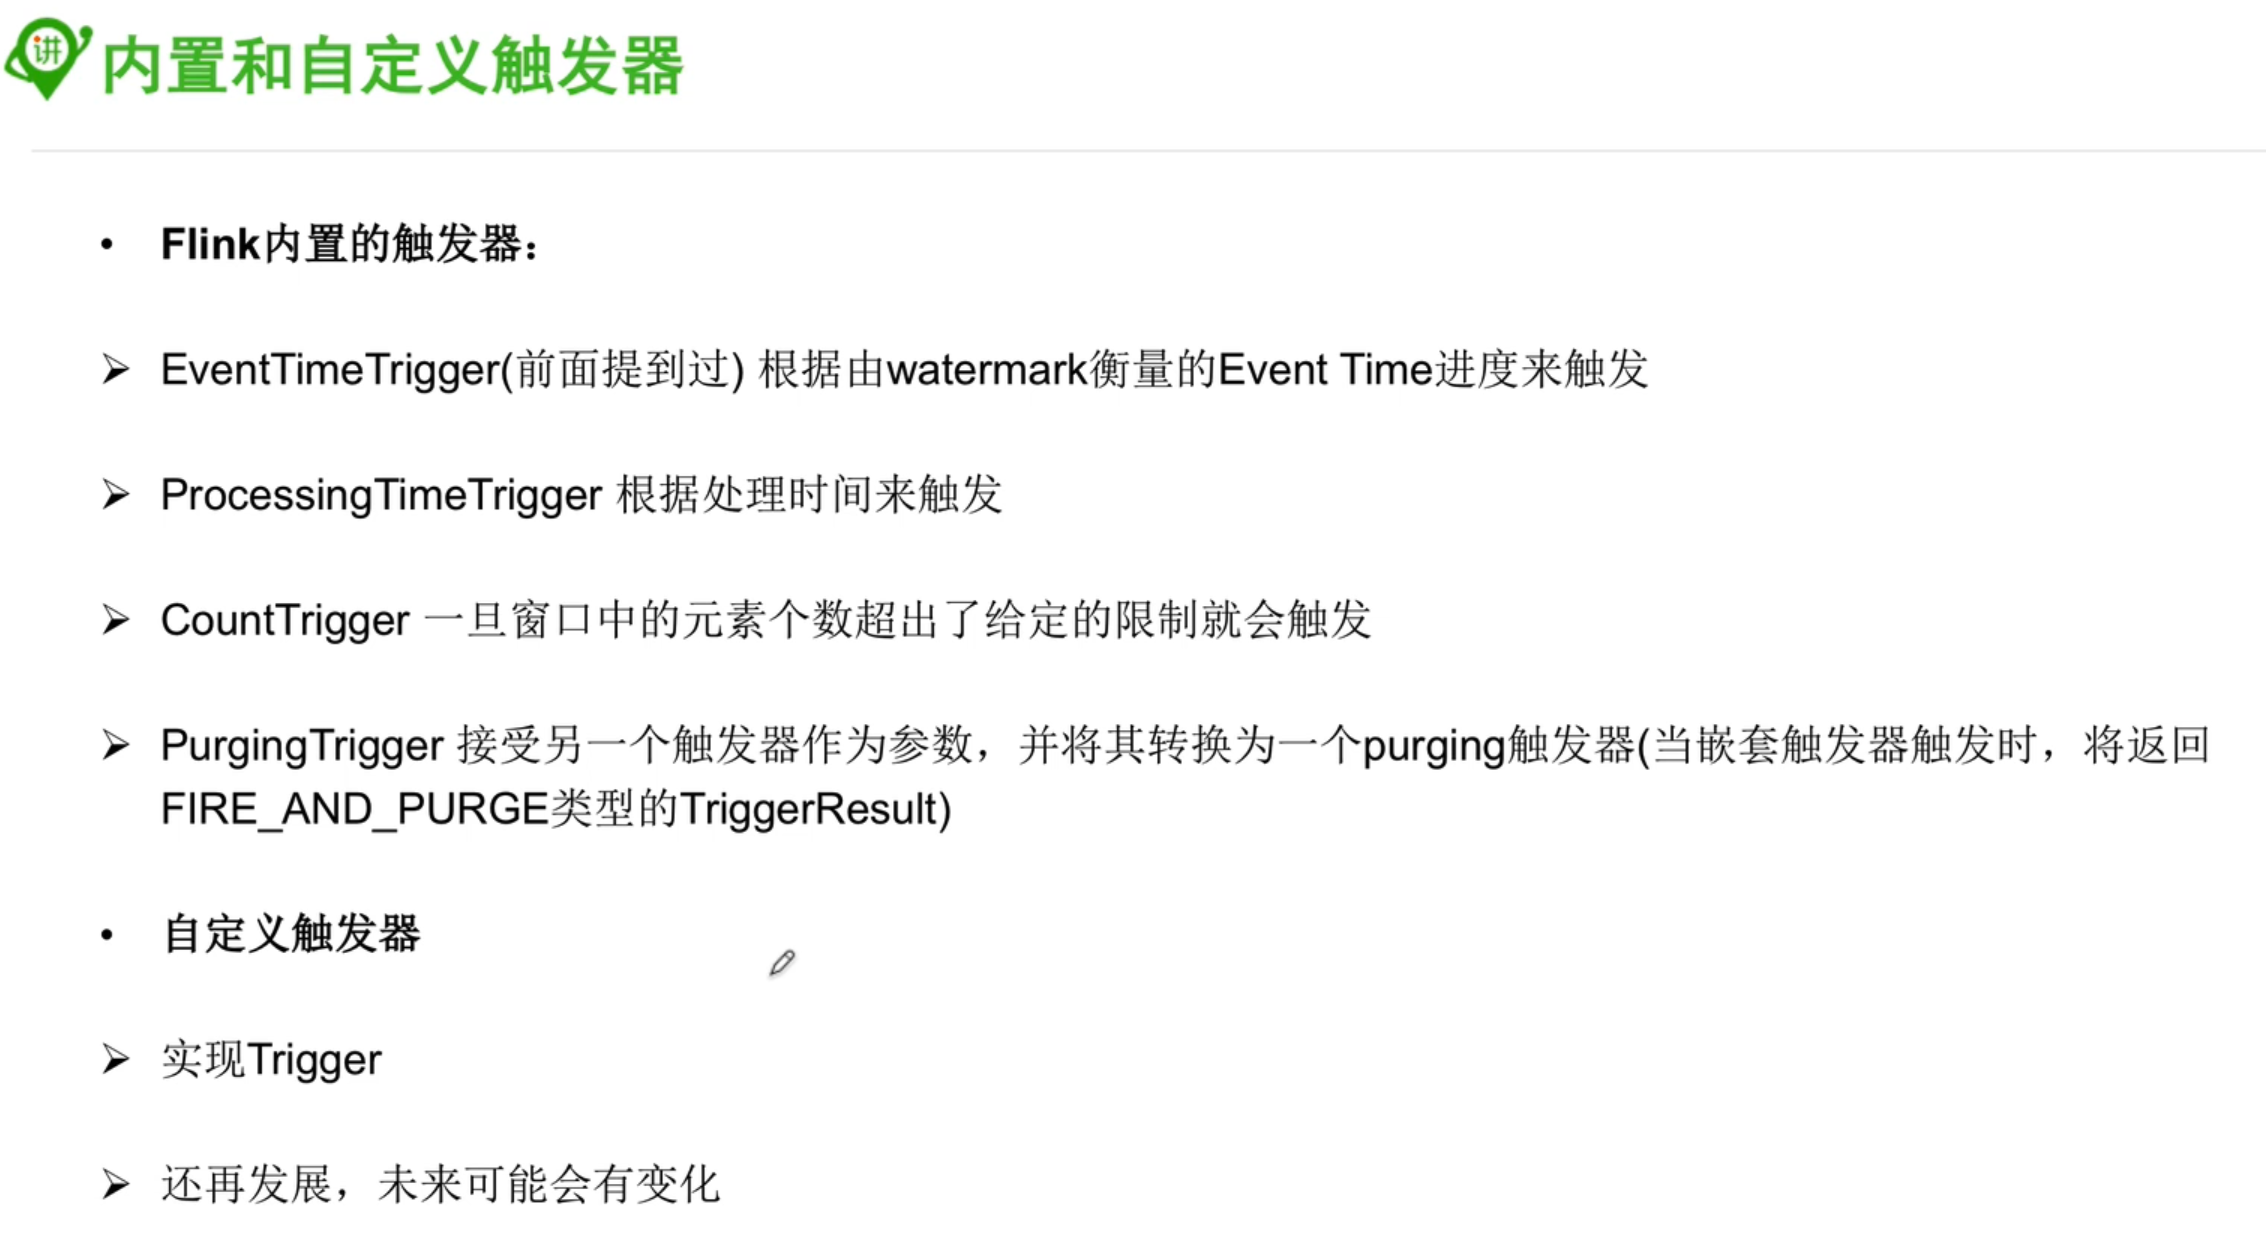 讲
内置和自定义触发器
• Flink内置的触发器：
➢ EventTimeTrigger(前面提到过) 根据由watermark衡量的Event Time进度来触发
➢ ProcessingTimeTrigger 根据处理时间来触发
➢ CountTrigger 一旦窗口中的元素个数超出了给定的限制就会触发
➢ PurgingTrigger 接受另一个触发器作为参数，并将其转换为一个purging触发器(当嵌套触发器触发时，将返回
FIRE_AND_PURGE类型的TriggerResult)
• 自定义触发器
➢ 实现Trigger
➢ 还再发展，未来可能会有变化